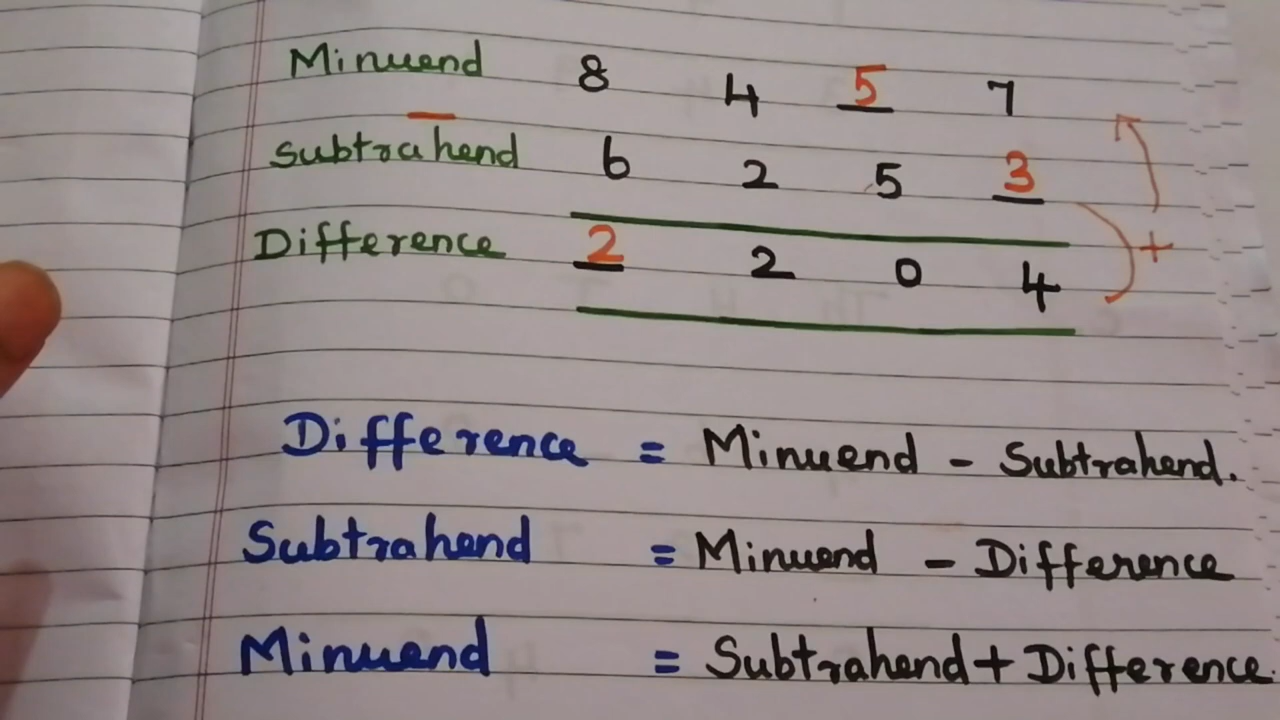 Minuend 8 4 5 7
Subtrahend 6 2 5 3
Difference 2 2 0 4
+
Difference = Minuend - Subtrahend.
Subtrahend = Minuend - Difference
Minuend = Subtrahend + Difference.